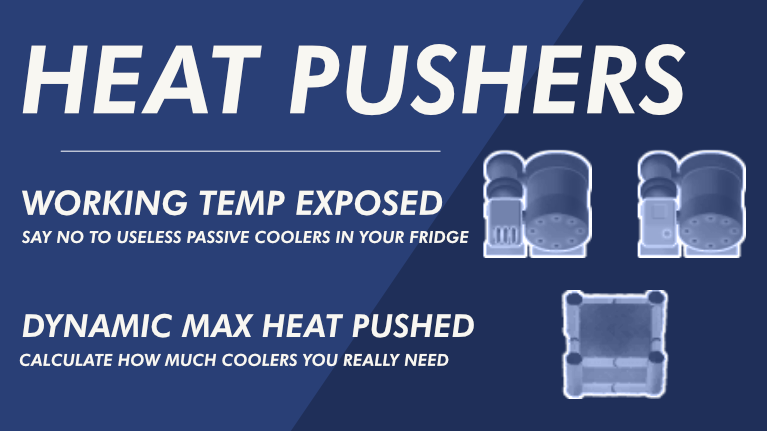 HEAT PUSHERS
WORKING TEMP EXPOSED
SAY NO TO USELESS PASSIVE COOLERS IN YOUR FRIDGE
DYNAMIC MAX HEAT PUSHED
CALCULATE HOW MUCH COOLERS YOU REALLY NEED